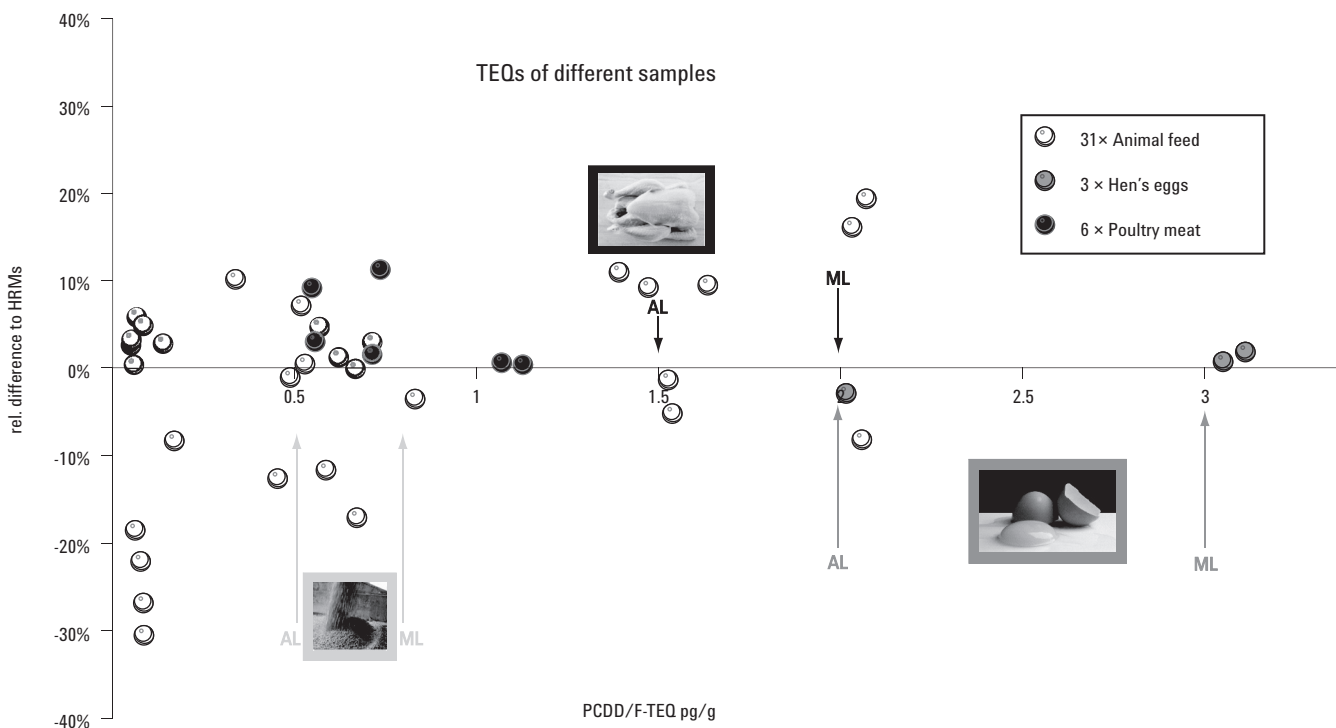 40%
TEQs of different samples
30%
31× Animal feed
3 × Hen's eggs
20%
6 × Poultry meat
10%
ML
AL
rel. difference to HRMs
0%
0.5
1
1.5
2
2.5
3
-10%
-20%
AL
ML
-30%
AL
ML
-40%
PCDD/F-TEQ pg/g